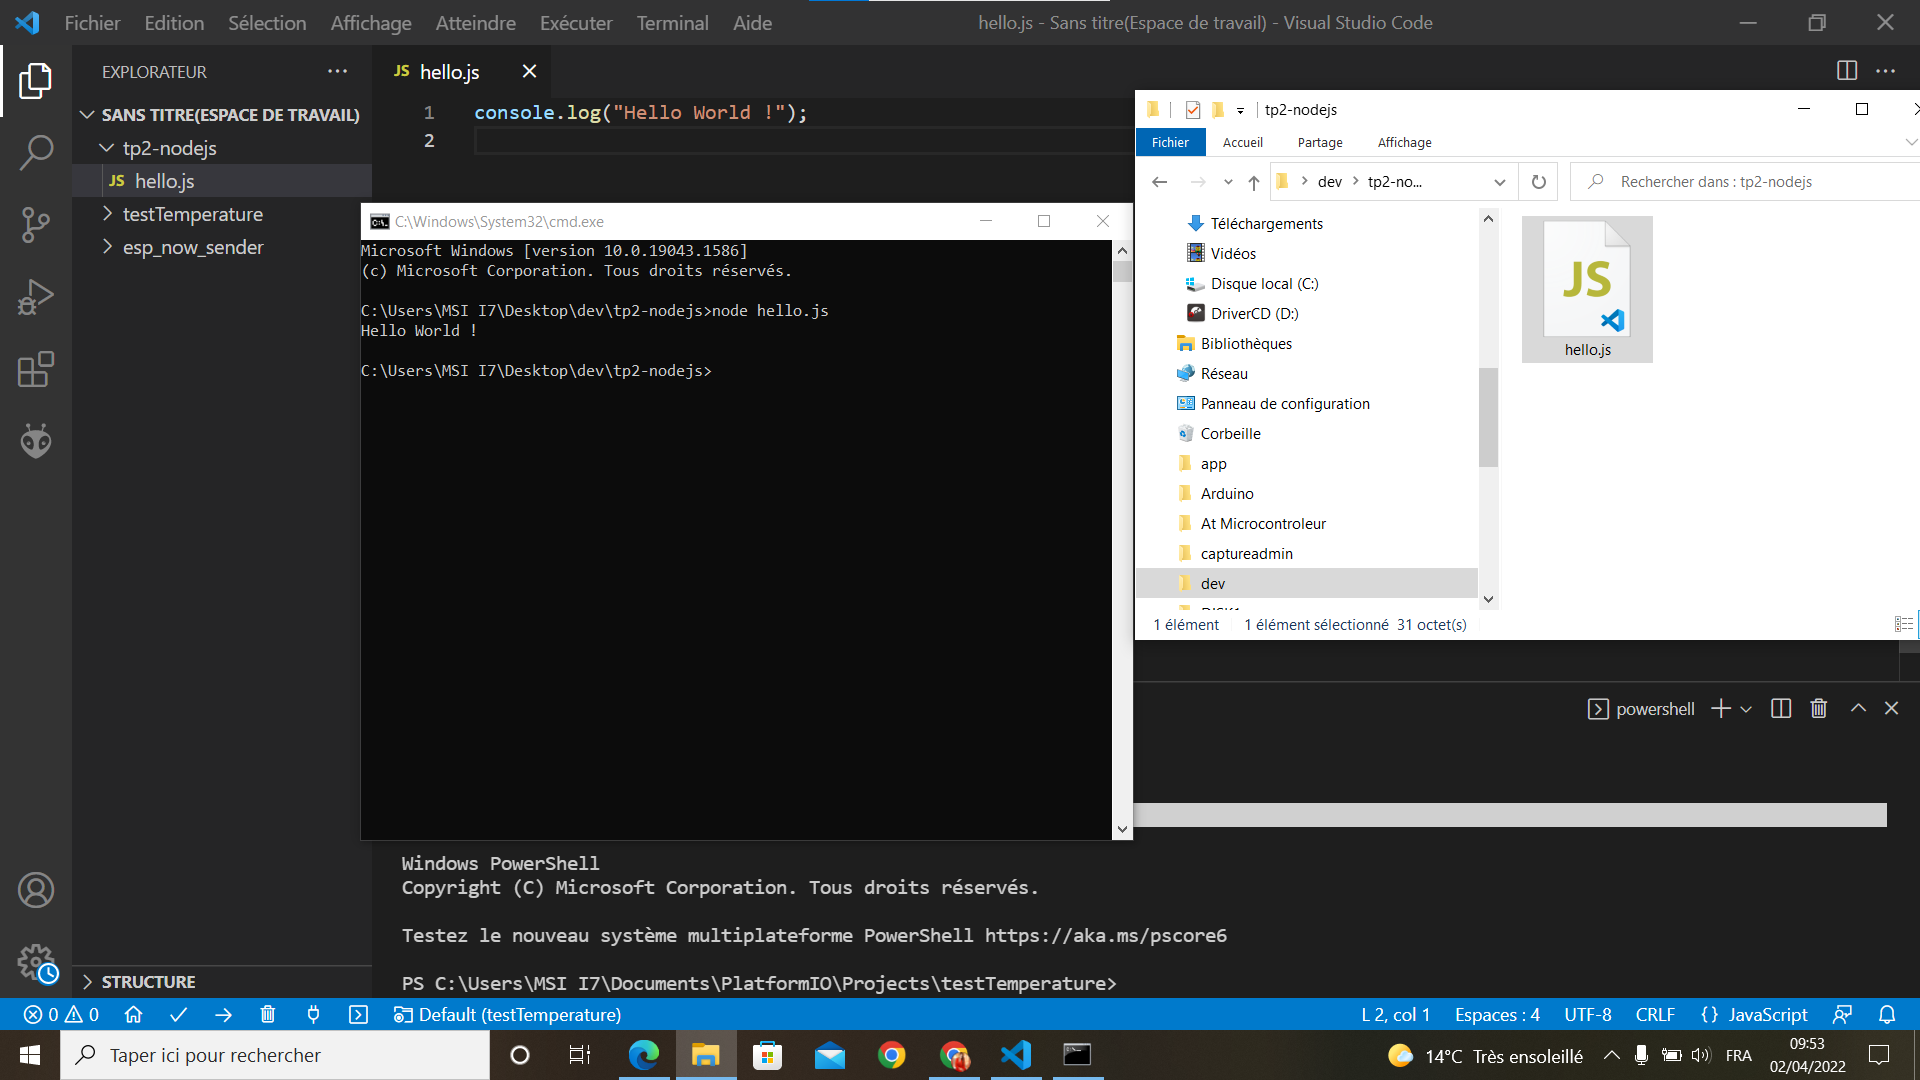 Fichier Edition Sélection Affichage Atteindre Exécuter Terminal Aide
hello.js - Sans titre(Espace de travail) - Visual Studio Code
EXPLORATEUR
SANS TITRE(ESPACE DE TRAVAIL)
tp2-nodejs
JS hello.js
testTemperature
esp_now_sender
STRUCTURE
JS hello.js
1 console.log("Hello World !");
2
C:\Windows\System32\cmd.exe
Microsoft Windows [version 10.0.19043.1586]
(c) Microsoft Corporation. Tous droits réservés.
C:\Users\MSI I7\Desktop\dev\tp2-nodejs>node hello.js
Hello World !
C:\Users\MSI I7\Desktop\dev\tp2-nodejs>
tp2-nodejs
Fichier Accueil Partage Affichage
dev tp2-no...
Rechercher dans : tp2-nodejs
Téléchargements
Vidéos
Disque local (C:)
DriverCD (D:)
Bibliothèques
Réseau
Panneau de configuration
Corbeille
app
Arduino
At Microcontroleur
captureadmin
dev
JS
hello.js
1 élément 1 élément sélectionné 31 octet(s)
powershell
Windows PowerShell
Copyright (C) Microsoft Corporation. Tous droits réservés.
Testez le nouveau système multiplateforme PowerShell https://aka.ms/pscore6
PS C:\Users\MSI I7\Documents\PlatformIO\Projects\testTemperature>
0 0 Default (testTemperature)
L 2, col 1 Espaces : 4 UTF-8 CRLF {} JavaScript
Taper ici pour rechercher
14°C Très ensoleillé
FRA
09:53
02/04/2022